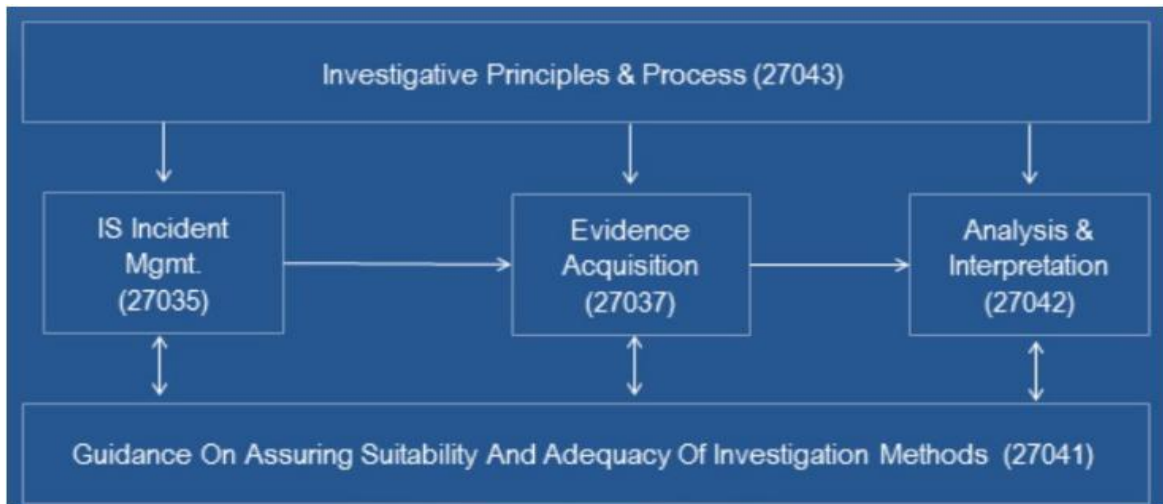 Investigative Principles & Process (27043)
IS Incident
Mgmt.
(27035)
Evidence
Acquisition
(27037)
Analysis &
Interpretation
(27042)
Guidance On Assuring Suitability And Adequacy Of Investigation Methods (27041)